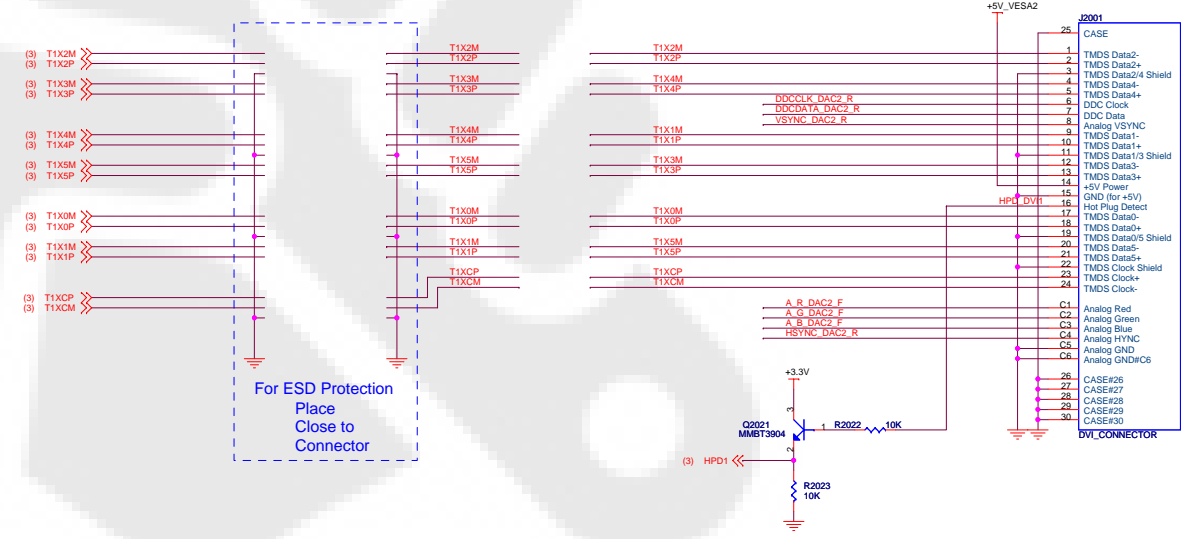 +5V_VESA2
J2001
25 CASE
(3) T1X2M T1X2M T1X2M 1 TMDS Data2-
(3) T1X2P T1X2P T1X2P 2 TMDS Data2+
3 TMDS Data2/4 Shield
(3) T1X3M T1X3M T1X4M 4 TMDS Data4-
(3) T1X3P T1X3P T1X4P 5 TMDS Data4+
DDCCLK_DAC2_R 6 DDC Clock
DDCDATA_DAC2_R 7 DDC Data
VSYNC_DAC2_R 8 Analog VSYNC
(3) T1X4M T1X4M T1X1M 9 TMDS Data1-
(3) T1X4P T1X4P T1X1P 10 TMDS Data1+
11 TMDS Data1/3 Shield
(3) T1X5M T1X5M T1X3M 12 TMDS Data3-
(3) T1X5P T1X5P T1X3P 13 TMDS Data3+
14 +5V Power
15 GND (for +5V)
HPD_DVI1 16 Hot Plug Detect
(3) T1X0M T1X0M T1X0M 17 TMDS Data0-
(3) T1X0P T1X0P T1X0P 18 TMDS Data0+
19 TMDS Data0/5 Shield
(3) T1X1M T1X1M T1X5M 20 TMDS Data5-
(3) T1X1P T1X1P T1X5P 21 TMDS Data5+
22 TMDS Clock Shield
T1XCP T1XCP 23 TMDS Clock+
T1XCM T1XCM 24 TMDS Clock-
(3) T1XCP
(3) T1XCM
A_R_DAC2_F C1 Analog Red
A_G_DAC2_F C2 Analog Green
A_B_DAC2_F C3 Analog Blue
HSYNC_DAC2_R C4 Analog HYNC
C5 Analog GND
C6 Analog GND#C6
26 CASE#26
27 CASE#27
28 CASE#28
29 CASE#29
30 CASE#30
DVI_CONNECTOR
For ESD Protection
Place
Close to
Connector
+3.3V
3
Q2021
MMBT3904
1 R2022 10K
2
(3) HPD1
R2023
10K